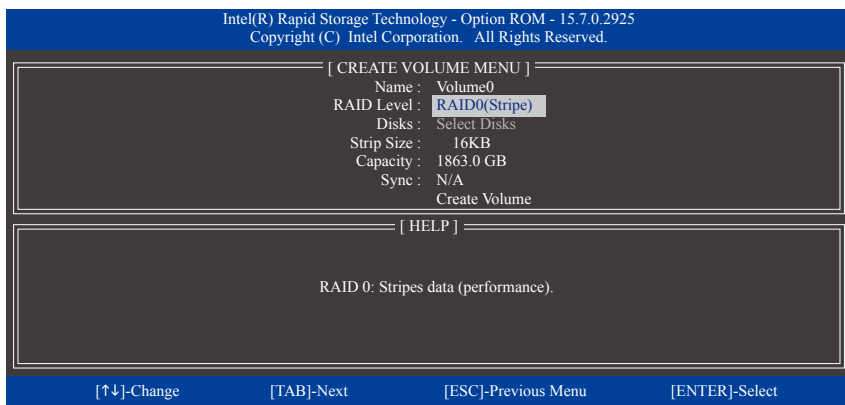 Intel(R) Rapid Storage Technology - Option ROM - 15.7.0.2925
Copyright (C) Intel Corporation. All Rights Reserved.
[ CREATE VOLUME MENU ]
Name : Volume0
RAID Level : RAID0(Stripe)
Disks : Select Disks
Strip Size : 16KB
Capacity : 1863.0 GB
Sync : N/A
Create Volume
[ HELP ]
RAID 0: Stripes data (performance).
[↑↓]-Change [TAB]-Next [ESC]-Previous Menu [ENTER]-Select